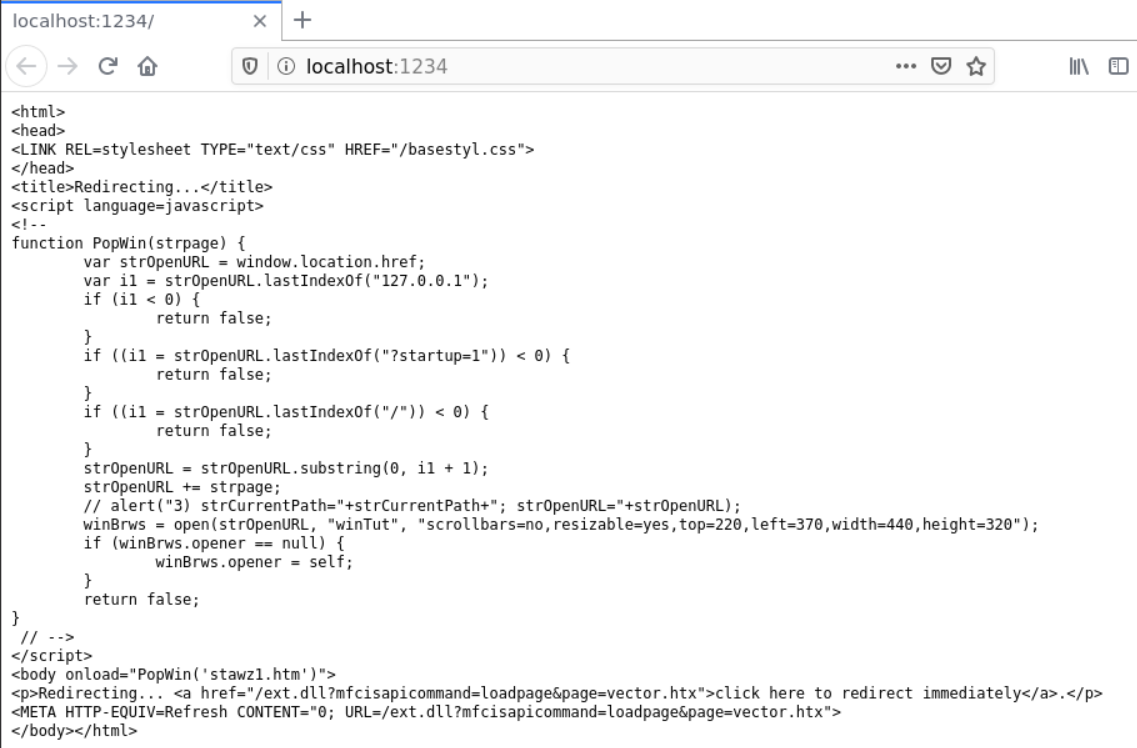 localhost:1234/
localhost:1234
<html>
<head>
<LINK REL=stylesheet TYPE="text/css" HREF="/basestyl.css">
</head>
<title>Redirecting...</title>
<script language=javascript>
<!--
function PopWin(strpage) {
        var strOpenURL = window.location.href;
        var i1 = strOpenURL.lastIndexOf("127.0.0.1");
        if (i1 < 0) {
                return false;
        }
        if ((i1 = strOpenURL.lastIndexOf("?startup=1")) < 0) {
                return false;
        }
        if ((i1 = strOpenURL.lastIndexOf("/")) < 0) {
                return false;
        }
        strOpenURL = strOpenURL.substring(0, i1 + 1);
        strOpenURL += strpage;
        // alert("3) strCurrentPath="+strCurrentPath+"; strOpenURL="+strOpenURL);
        winBrws = open(strOpenURL, "winTut", "scrollbars=no,resizable=yes,top=220,left=370,width=440,height=320");
        if (winBrws.opener == null) {
                winBrws.opener = self;
        }
        return false;
}
 // -->
</script>
<body onload="PopWin('stawz1.htm')">
<p>Redirecting... <a href="/ext.dll?mfcisapicommand=loadpage&page=vector.htx">click here to redirect immediately</a>.</p>
<META HTTP-EQUIV=Refresh CONTENT="0; URL=/ext.dll?mfcisapicommand=loadpage&page=vector.htx">
</body></html>